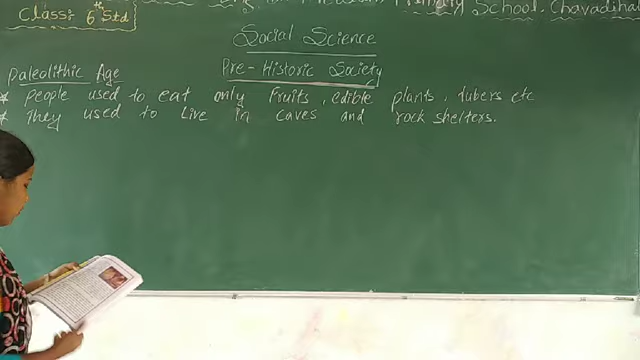 Class: 6th Std
School. Chavadihal
Social Science
Pre-Historic Society
Paleolithic Age
* People used to eat only fruits, edible plants, tubers etc
* They used to Live in caves and rock shelters.